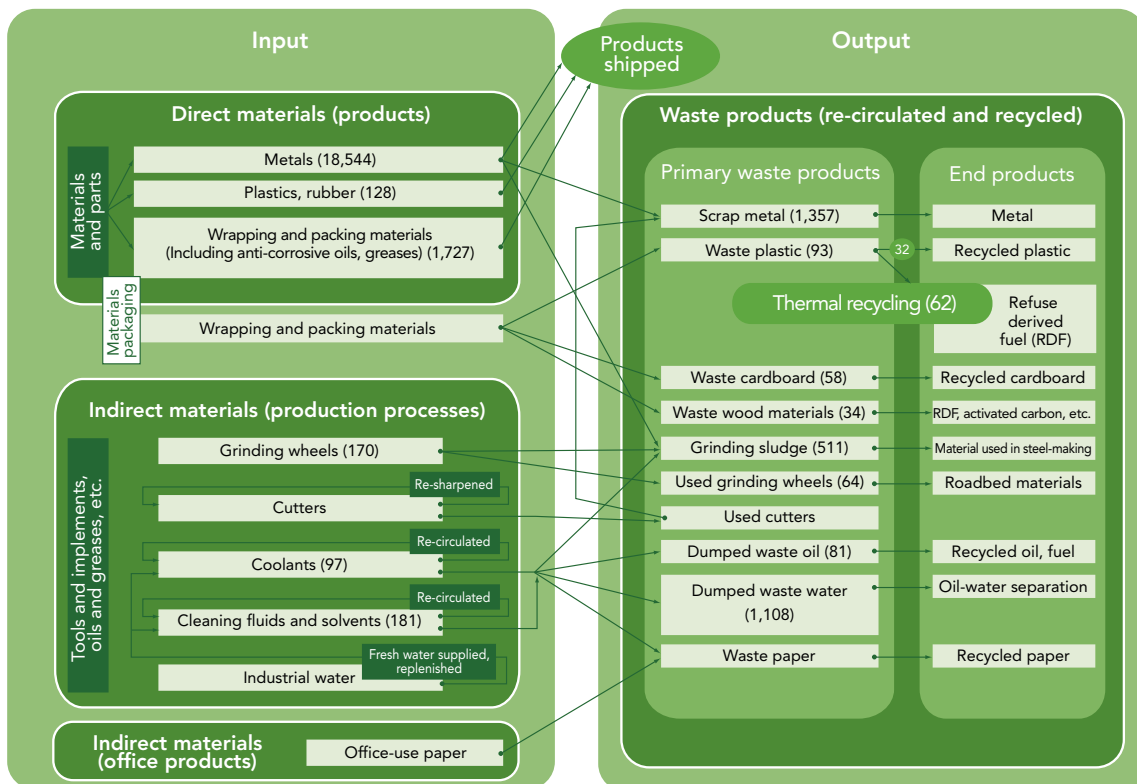 Input
Products
shipped
Output
Direct materials (products)
Materials
and parts
Metals (18,544)
Plastics, rubber (128)
Wrapping and packing materials
(Including anti-corrosive oils, greases) (1,727)
Materials
packaging
Wrapping and packing materials
Indirect materials (production processes)
Tools and implements,
oils and greases, etc.
Grinding wheels (170)
Re-sharpened
Cutters
Re-circulated
Coolants (97)
Re-circulated
Cleaning fluids and solvents (181)
Fresh water supplied,
replenished
Industrial water
Indirect materials
(office products)
Office-use paper
Waste products (re-circulated and recycled)
Primary waste products
End products
Scrap metal (1,357)
Metal
Waste plastic (93)
32
Recycled plastic
Thermal recycling (62)
Refuse
derived
fuel (RDF)
Waste cardboard (58)
Recycled cardboard
Waste wood materials (34)
RDF, activated carbon, etc.
Grinding sludge (511)
Material used in steel-making
Used grinding wheels (64)
Roadbed materials
Used cutters
Dumped waste oil (81)
Recycled oil, fuel
Dumped waste water
(1,108)
Oil-water separation
Waste paper
Recycled paper